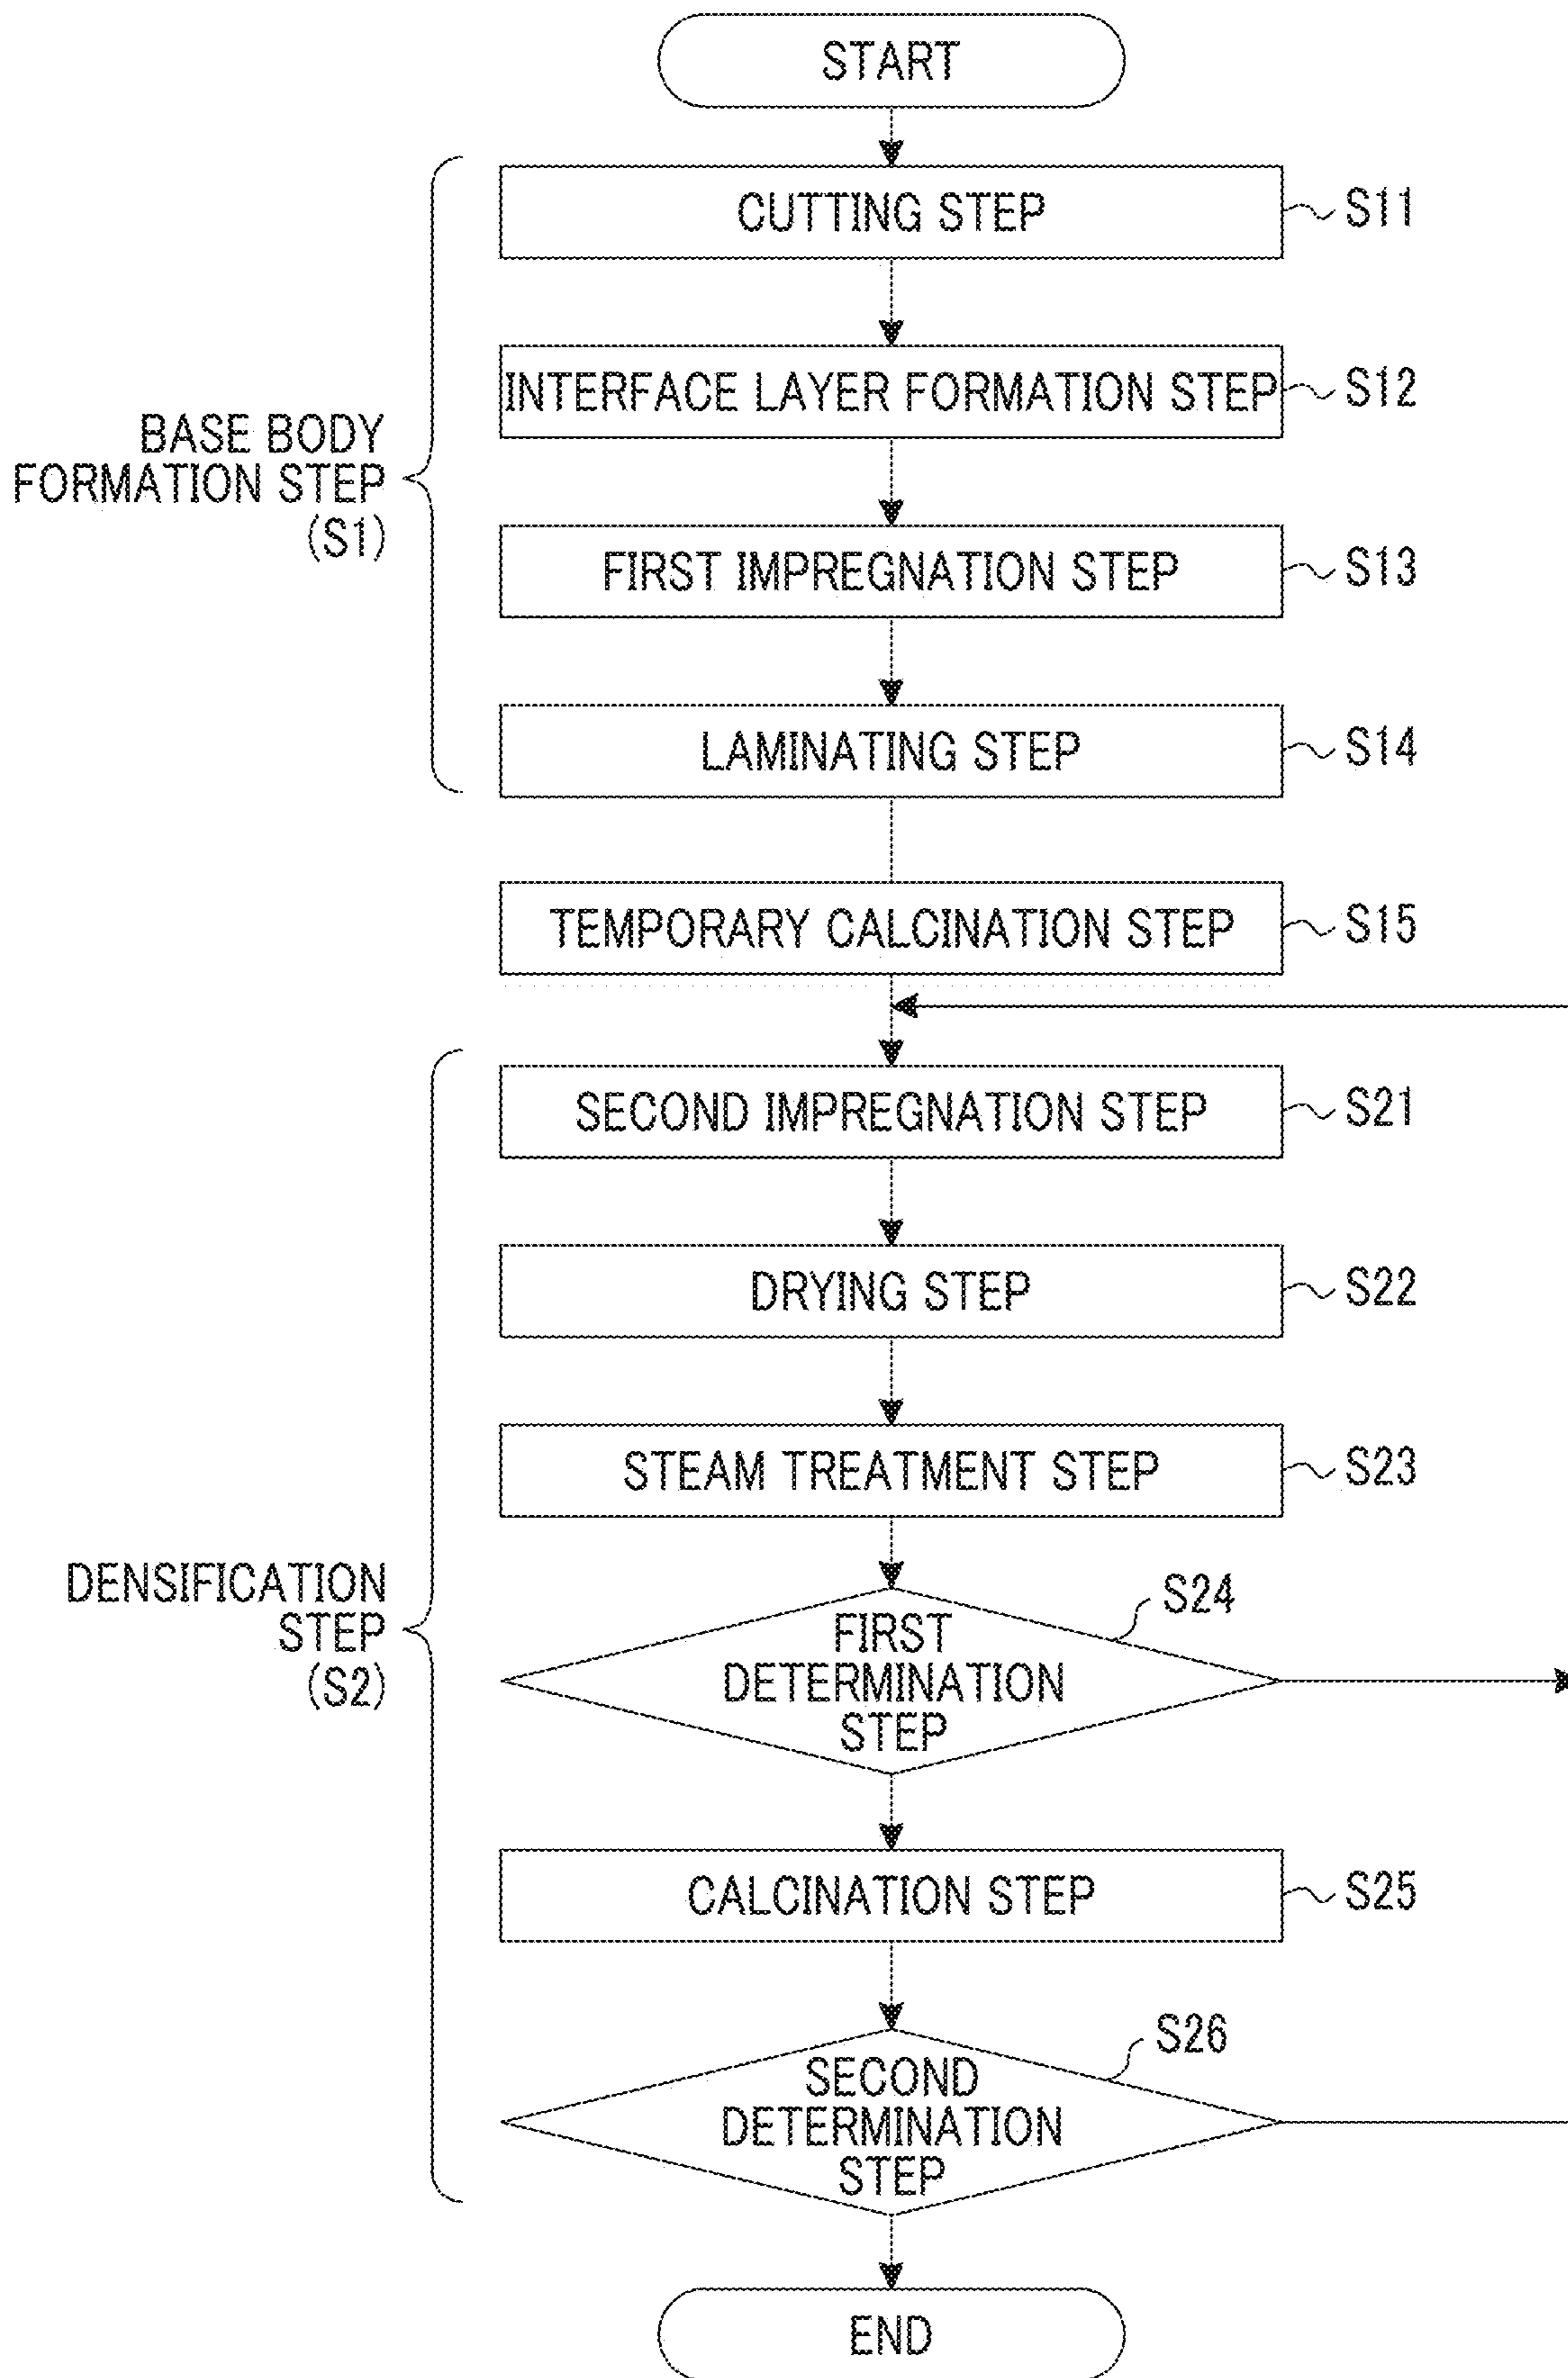 START
CUTTING STEP
S11
INTERFACE LAYER FORMATION STEP
S12
BASE BODY
FORMATION STEP
(S1)
FIRST IMPREGNATION STEP
S13
LAMINATING STEP
S14
TEMPORARY CALCINATION STEP
S15
SECOND IMPREGNATION STEP
S21
DRYING STEP
S22
STEAM TREATMENT STEP
S23
DENSIFICATION
STEP
(S2)
S24
FIRST
DETERMINATION
STEP
CALCINATION STEP
S25
S26
SECOND
DETERMINATION
STEP
END